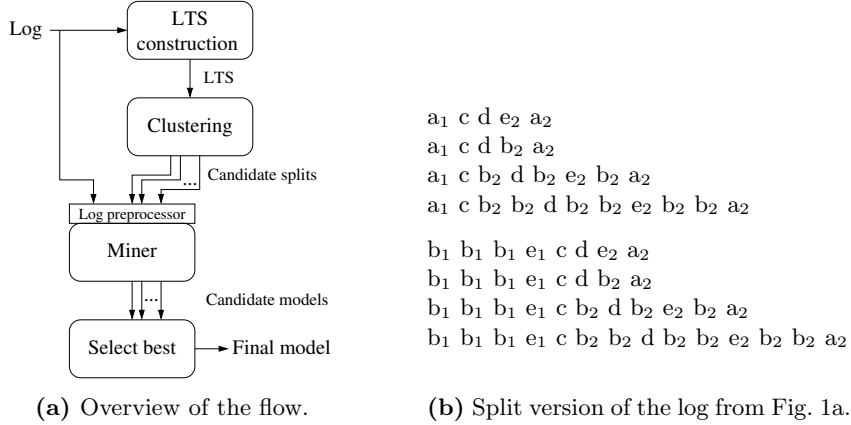 Log
LTS
construction
LTS
Clustering
...
Candidate splits
Log preprocessor
Miner
...
Candidate models
Select best
Final model
(a) Overview of the flow.
a₁ c d e₂ a₂
a₁ c d b₂ a₂
a₁ c b₂ d b₂ e₂ b₂ a₂
a₁ c b₂ b₂ d b₂ b₂ e₂ b₂ b₂ a₂
b₁ b₁ b₁ e₁ c d e₂ a₂
b₁ b₁ b₁ e₁ c d b₂ a₂
b₁ b₁ b₁ e₁ c b₂ d b₂ e₂ b₂ a₂
b₁ b₁ b₁ e₁ c b₂ b₂ d b₂ b₂ e₂ b₂ b₂ a₂
(b) Split version of the log from Fig. 1a.